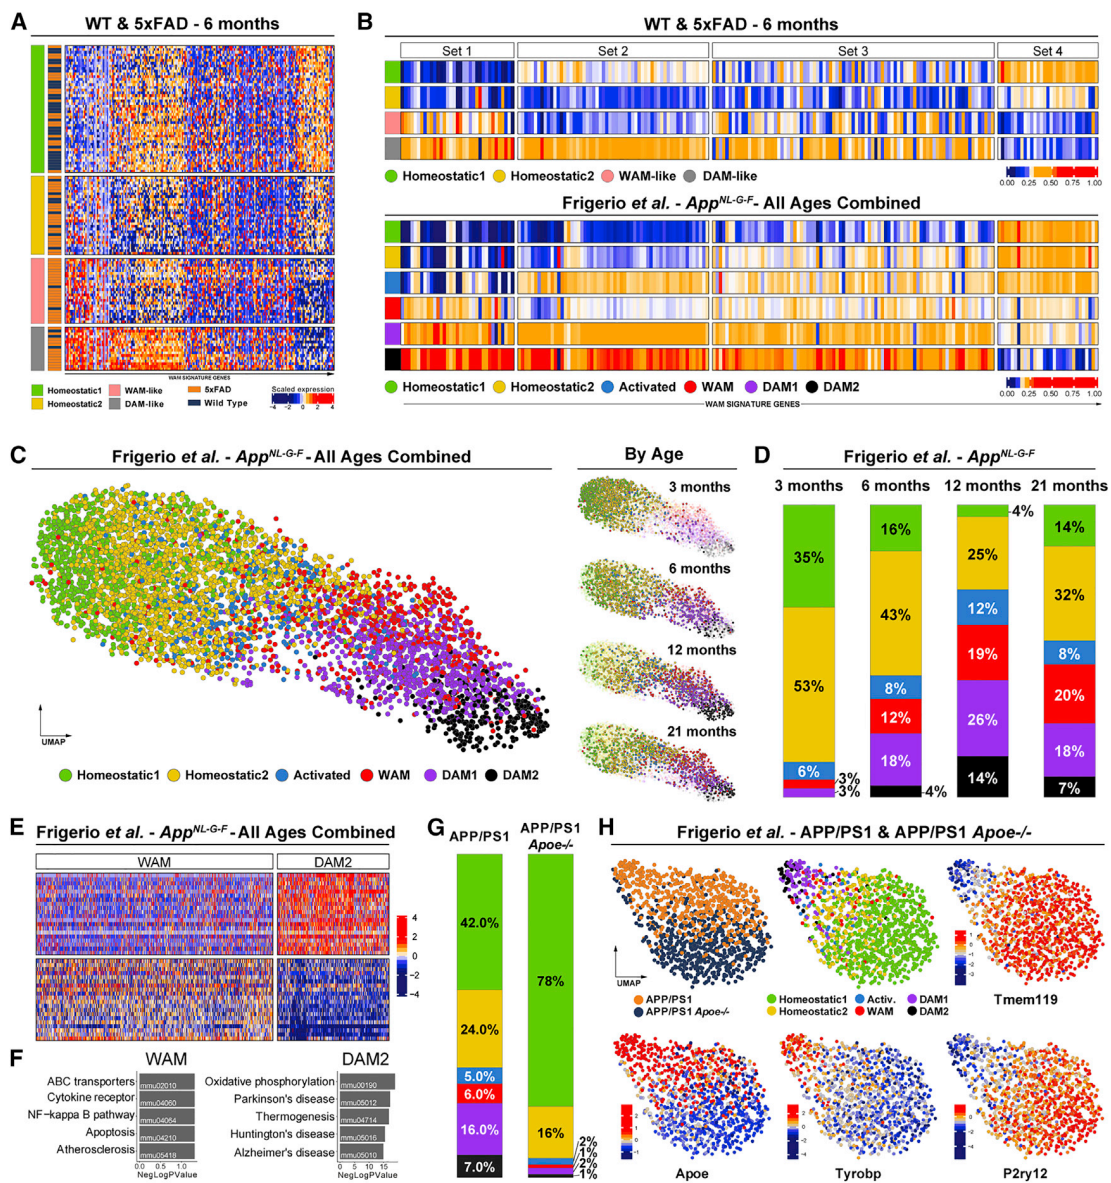 A
WT & 5xFAD - 6 months
WAM SIGNATURE GENES
Homeostatic1 WAM-like 5xFAD
Homeostatic2 DAM-like Wild Type
Scaled expression
-4 -2 0 2 4
B
WT & 5xFAD - 6 months
Set 1 Set 2 Set 3 Set 4
Homeostatic1 Homeostatic2 WAM-like DAM-like
0.00 0.25 0.50 0.75 1.00
Frigerio et al. - App^NL-G-F - All Ages Combined
Homeostatic1 Homeostatic2 Activated WAM DAM1 DAM2
0.00 0.25 0.50 0.75 1.00
WAM SIGNATURE GENES
C
Frigerio et al. - App^NL-G-F - All Ages Combined
UMAP
Homeostatic1 Homeostatic2 Activated WAM DAM1 DAM2
By Age
3 months
6 months
12 months
21 months
D
Frigerio et al. - App^NL-G-F
3 months 6 months 12 months 21 months
35%
53%
6%
3%
3%
16%
43%
8%
12%
18%
4%
4%
25%
12%
19%
26%
14%
14%
32%
8%
20%
18%
7%
E
Frigerio et al. - App^NL-G-F - All Ages Combined
WAM DAM2
4
2
0
-2
-4
F
WAM
ABC transporters mmu02010
Cytokine receptor mmu04060
NF-kappa B pathway mmu04064
Apoptosis mmu04210
Atherosclerosis mmu05418
0.0 0.5 1.0
NegLogPValue
DAM2
Oxidative phosphorylation mmu00190
Parkinson's disease mmu05012
Thermogenesis mmu04714
Huntington's disease mmu05016
Alzheimer's disease mmu05010
0 5 10 15
NegLogPValue
G
APP/PS1
APP/PS1
Apoe-/-
42.0%
24.0%
5.0%
6.0%
16.0%
7.0%
78%
16%
2%
1%
2%
1%
H
Frigerio et al. - APP/PS1 & APP/PS1 Apoe-/-
UMAP
APP/PS1
APP/PS1 Apoe-/-
Homeostatic1 Activ. DAM1
Homeostatic2 WAM DAM2
1
0
-1
-2
-3
Tmem119
2
1
0
-1
Apoe
Tyrobp
P2ry12